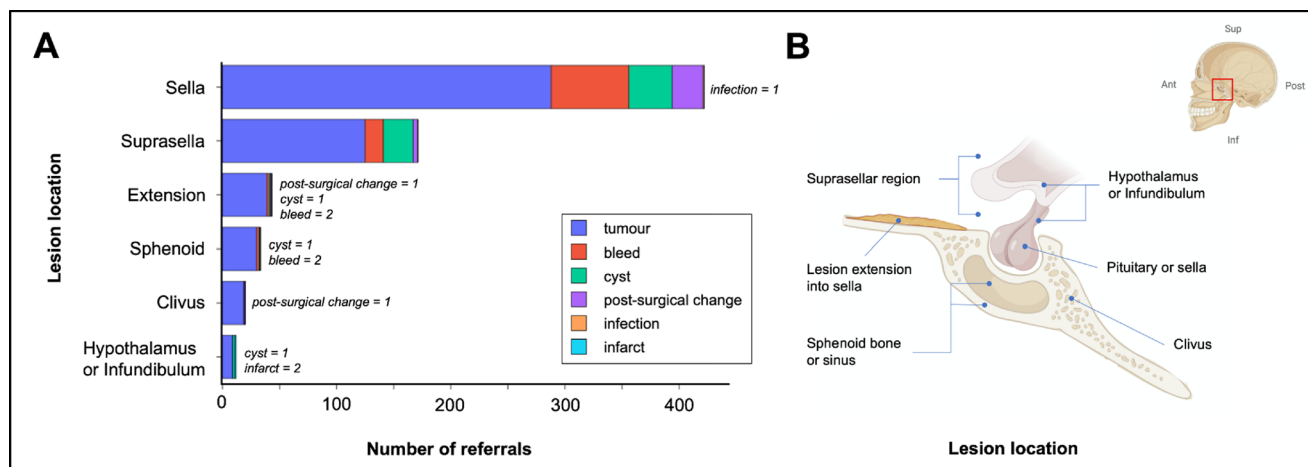 A
Lesion location
Sella
infection = 1
Suprasella
Extension
post-surgical change = 1
cyst = 1
bleed = 2
Sphenoid
cyst = 1
bleed = 2
Clivus
post-surgical change = 1
Hypothalamus
or Infundibulum
cyst = 1
infarct = 2
tumour
bleed
cyst
post-surgical change
infection
infarct
0
100
200
300
400
Number of referrals
B
Sup
Ant
Post
Inf
Suprasellar region
Hypothalamus
or Infundibulum
Lesion extension
into sella
Pituitary or sella
Sphenoid bone
or sinus
Clivus
Lesion location